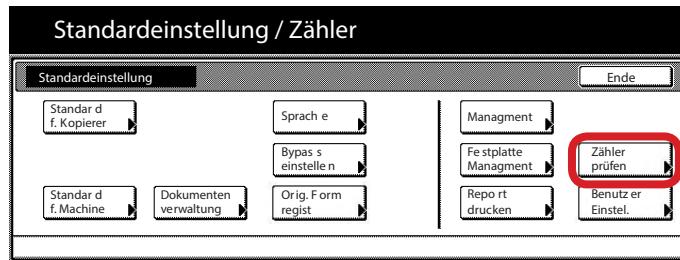 Standardeinstellung / Zähler
Standardeinstellung
Ende
Standar d
f. Kopierer
Sprach e
Managment
Bypas s
einstelle n
Fe stplatte
Managment
Zähler
prüfen
Standar d
f. Machine
Dokumenten
verwaltung
Orig. F orm
regist
Repo rt
drucken
Benutz er
Einstel.